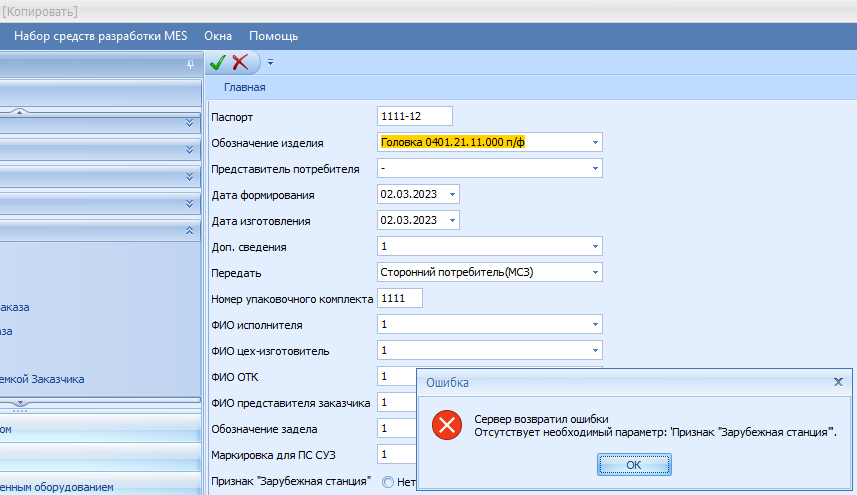 [Копировать]
Набор средств разработки MES Окна Помощь
Главная
Паспорт 1111-12
Обозначение изделия Головка 0401.21.11.000 п/ф
Представитель потребителя -
Дата формирования 02.03.2023
Дата изготовления 02.03.2023
Доп. сведения 1
Передать Сторонний потребитель(МСЗ)
аказа
Номер упаковочного комплекта 1111
ФИО исполнителя 1
аза
ФИО цех-изготовитель 1
емкой Заказчика
ФИО ОТК 1
ФИО представителя заказчика 1
Обозначение задела 1
ом
Маркировка для ПС СУЗ 1
Признак "Зарубежная станция" Нет
енным оборудованием
Ошибка
Сервер возвратил ошибки
Отсутствует необходимый параметр: 'Признак "Зарубежная станция"'.
ОК